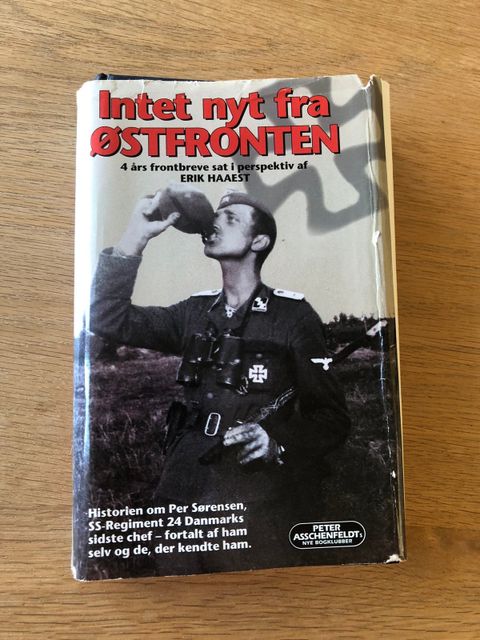 Intet nyt fra
ØSTFRONTEN
4 års frontbreve sat i perspektiv af
ERIK HAAEST
Historien om Per Sørensen,
SS-Regiment 24 Danmarks
sidste chef – fortalt af ham
selv og de, der kendte ham.
PETER
ASSCHENFELDTs
NYE BOGKLUBBER